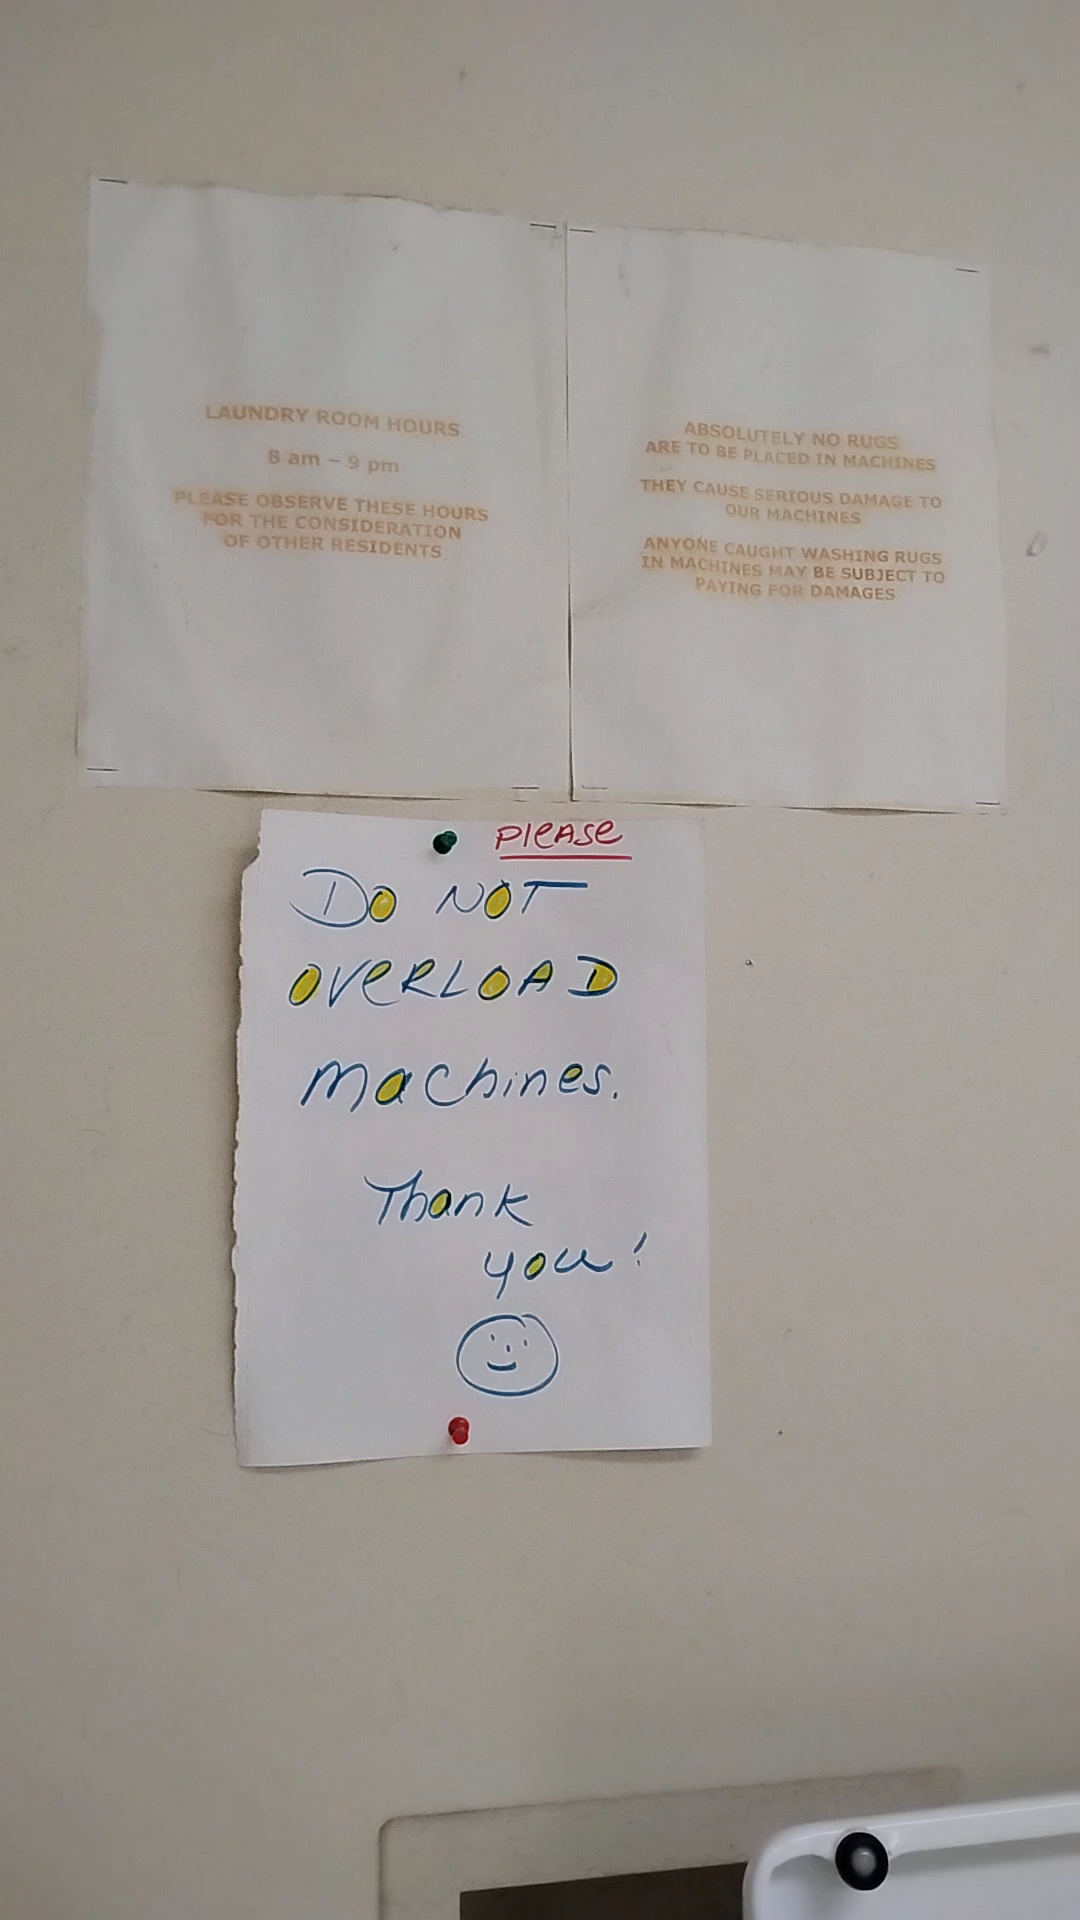 LAUNDRY ROOM HOURS
8 am – 9 pm
PLEASE OBSERVE THESE HOURS
FOR THE CONSIDERATION
OF OTHER RESIDENTS
ABSOLUTELY NO RUGS
ARE TO BE PLACED IN MACHINES
THEY CAUSE SERIOUS DAMAGE TO
OUR MACHINES
ANYONE CAUGHT WASHING RUGS
IN MACHINES MAY BE SUBJECT TO
PAYING FOR DAMAGES
PleASe
DO NOT
OVeRLOAD
Machines.
Thank
you!